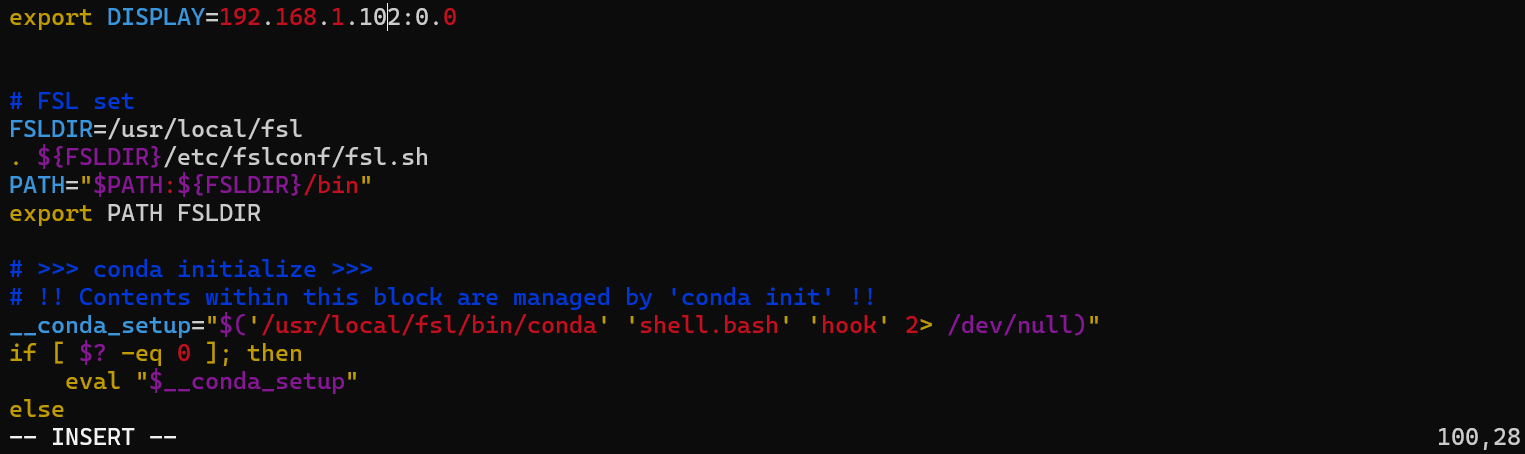 export DISPLAY=192.168.1.102:0.0
# FSL set
FSLDIR=/usr/local/fsl
. ${FSLDIR}/etc/fslconf/fsl.sh
PATH="$PATH:${FSLDIR}/bin"
export PATH FSLDIR
# >>> conda initialize >>>
# !! Contents within this block are managed by 'conda init' !!
__conda_setup="$('/usr/local/fsl/bin/conda' 'shell.bash' 'hook' 2> /dev/null)"
if [ $? -eq 0 ]; then
    eval "$__conda_setup"
else
-- INSERT -- 100,28